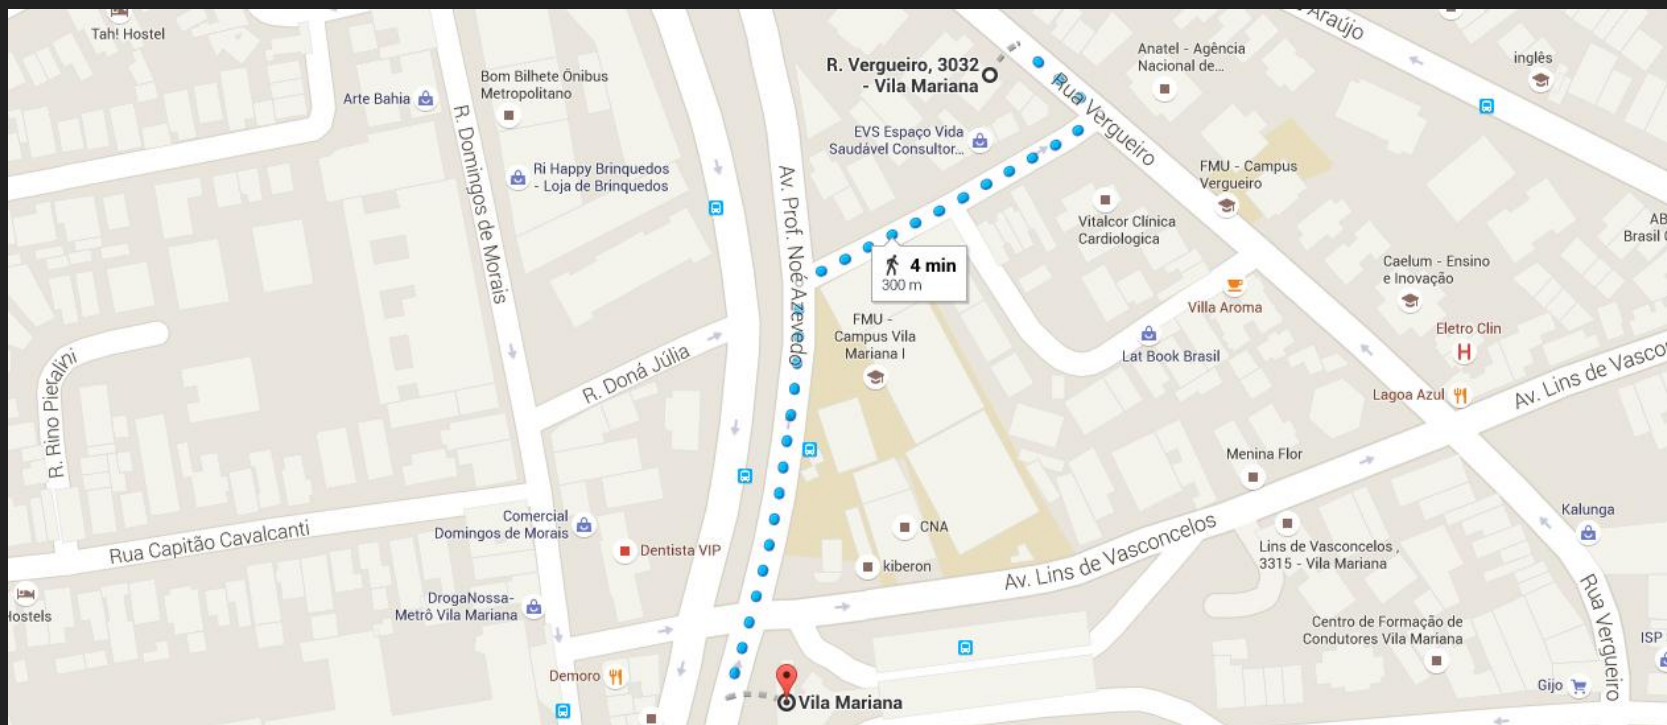 Araújo
Tah! Hostel
Anatel - Agência
Nacional de...
inglês
R. Vergueiro, 3032
- Vila Mariana
Bom Bilhete Ônibus
Metropolitano
Arte Bahia
Rua Vergueiro
R. Domingos de Morais
EVS Espaço Vida
Saudável Consultor...
Ri Happy Brinquedos
- Loja de Brinquedos
FMU - Campus
Vergueiro
Av. Prof. Noé Azevedo
Vitalcor Clínica
Cardiologica
AB
Brasil
4 min
300 m
Caelum - Ensino
e Inovação
Villa Aroma
FMU -
Campus Vila
Mariana I
Eletro Clin
Lat Book Brasil
R. Doná Júlia
R. Rino Pieralini
Lagoa Azul
Av. Lins de Vasco
Menina Flor
Comercial
Domingos de Morais
Kalunga
CNA
Rua Capitão Cavalcanti
Dentista VIP
Av. Lins de Vasconcelos
Lins de Vasconcelos ,
3315 - Vila Mariana
kiberon
Hostels
DrogaNossa-
Metrô Vila Mariana
Rua Vergueiro
Centro de Formação de
Condutores Vila Mariana
ISP
Demoro
Gijo
Vila Mariana